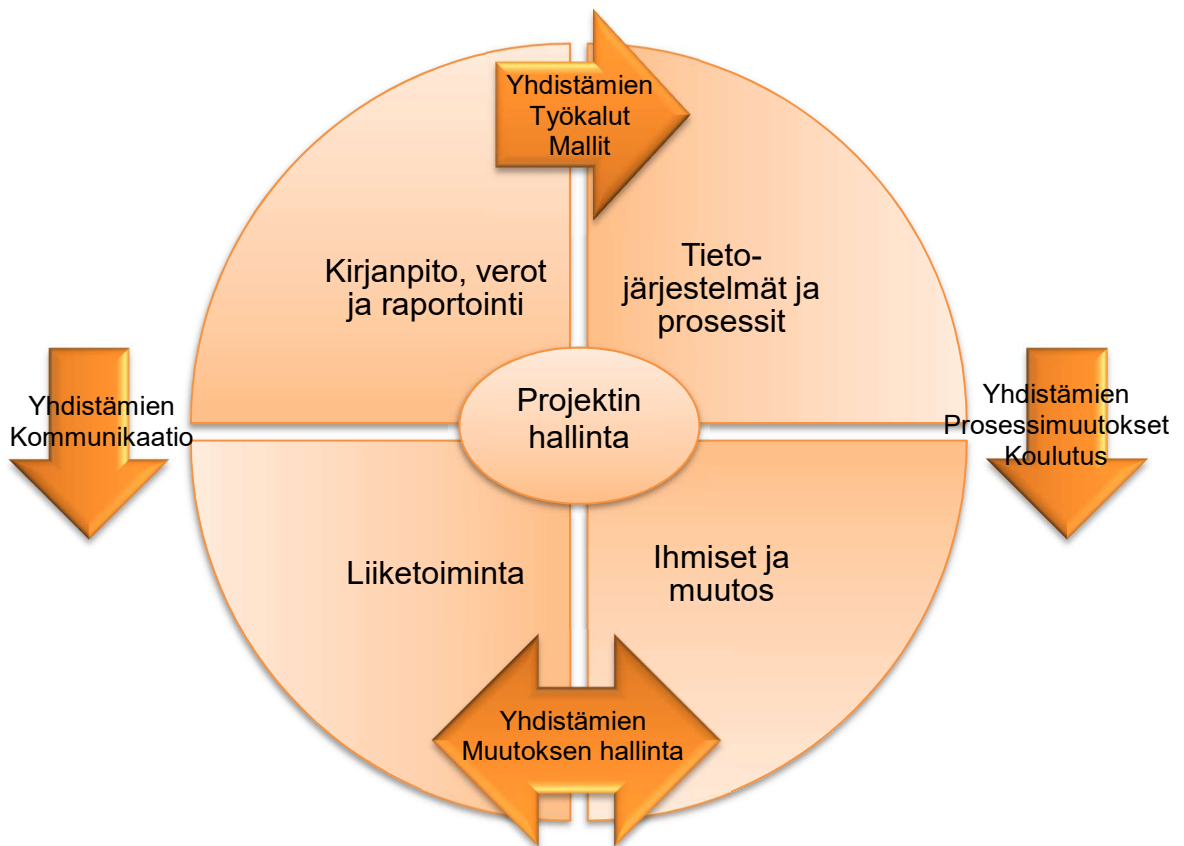 Yhdistämien
Työkalut
Mallit
Kirjanpito, verot
ja raportointi
Tieto-
järjestelmät ja
prosessit
Yhdistämien
Kommunikaatio
Projektin
hallinta
Yhdistämien
Prosessimuutokset
Koulutus
Liiketoiminta
Ihmiset ja
muutos
Yhdistämien
Muutoksen hallinta